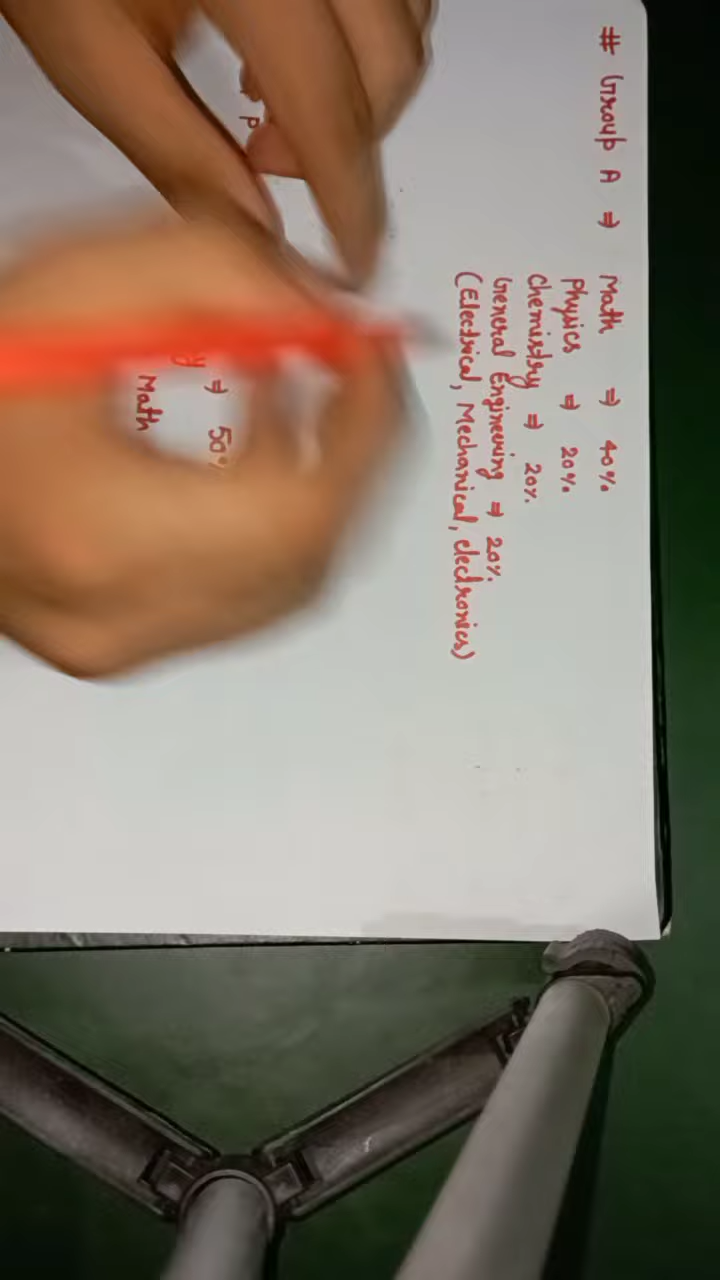 # Group A ⇒ Math ⇒ 40%
Physics ⇒ 20%
Chemistry ⇒ 20%
General Engineering ⇒ 20%
(Electrical, Mechanical, electronics)
P
y ⇒ 50%
Math